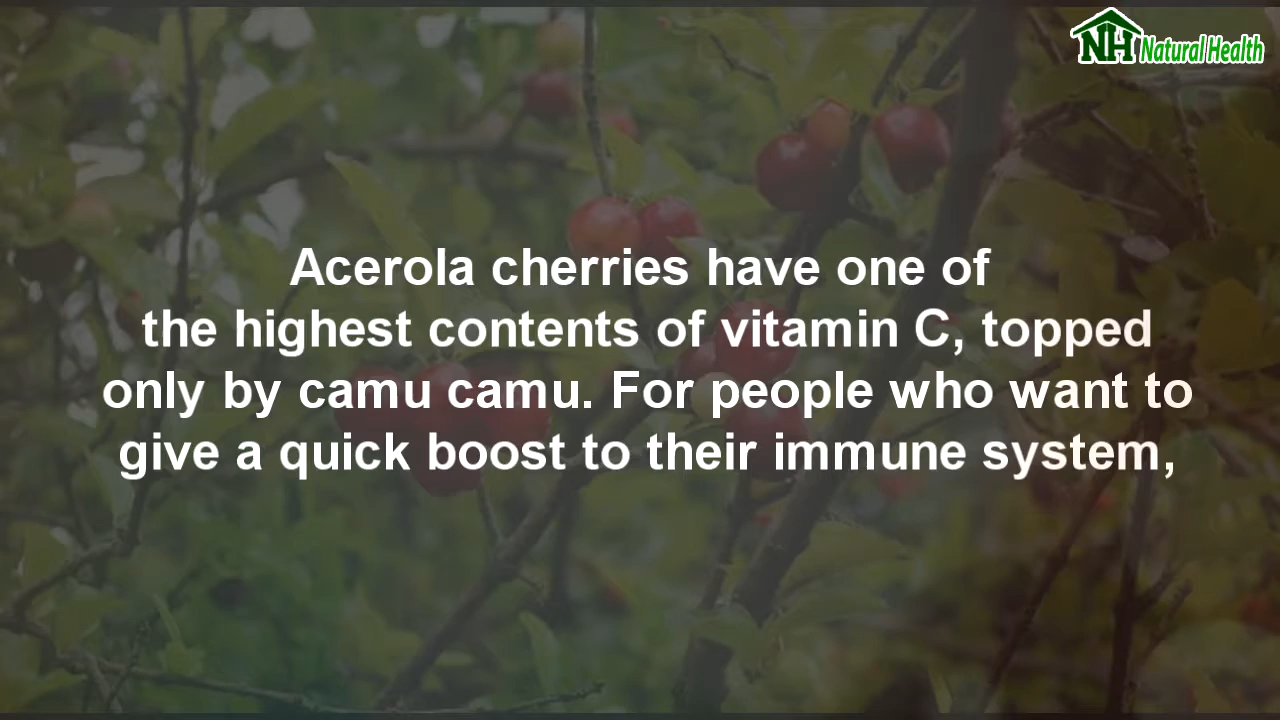 NH Natural Health
Acerola cherries have one of
the highest contents of vitamin C, topped
only by camu camu. For people who want to
give a quick boost to their immune system,